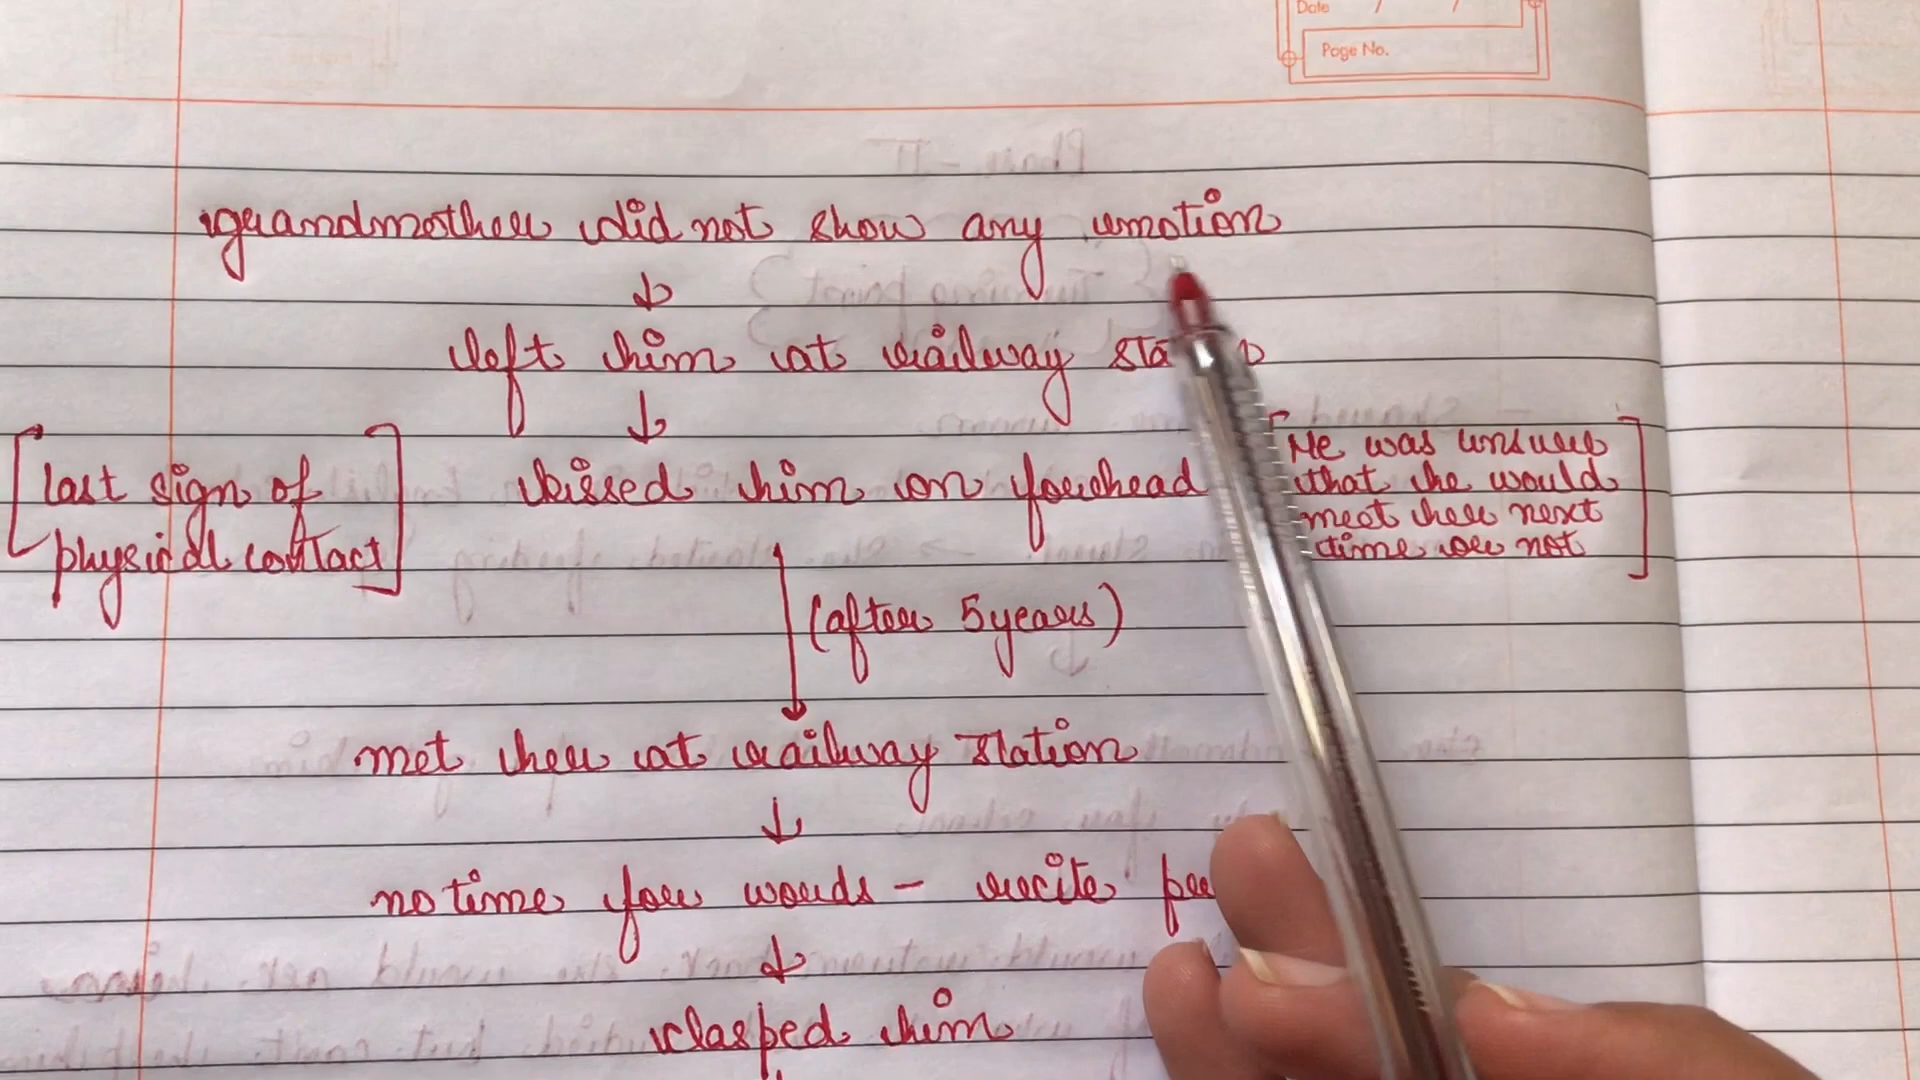 Date / /
Page No.
grandmother did not show any emotion
↓
left him at railway
↓
[last sign of
physical contact]
kissed him on forehead
[He was unsure
that he would
meet her next
time or not]
(after 5 years)
met her at railway station
↓
no time for words - recite
↓
clasped him